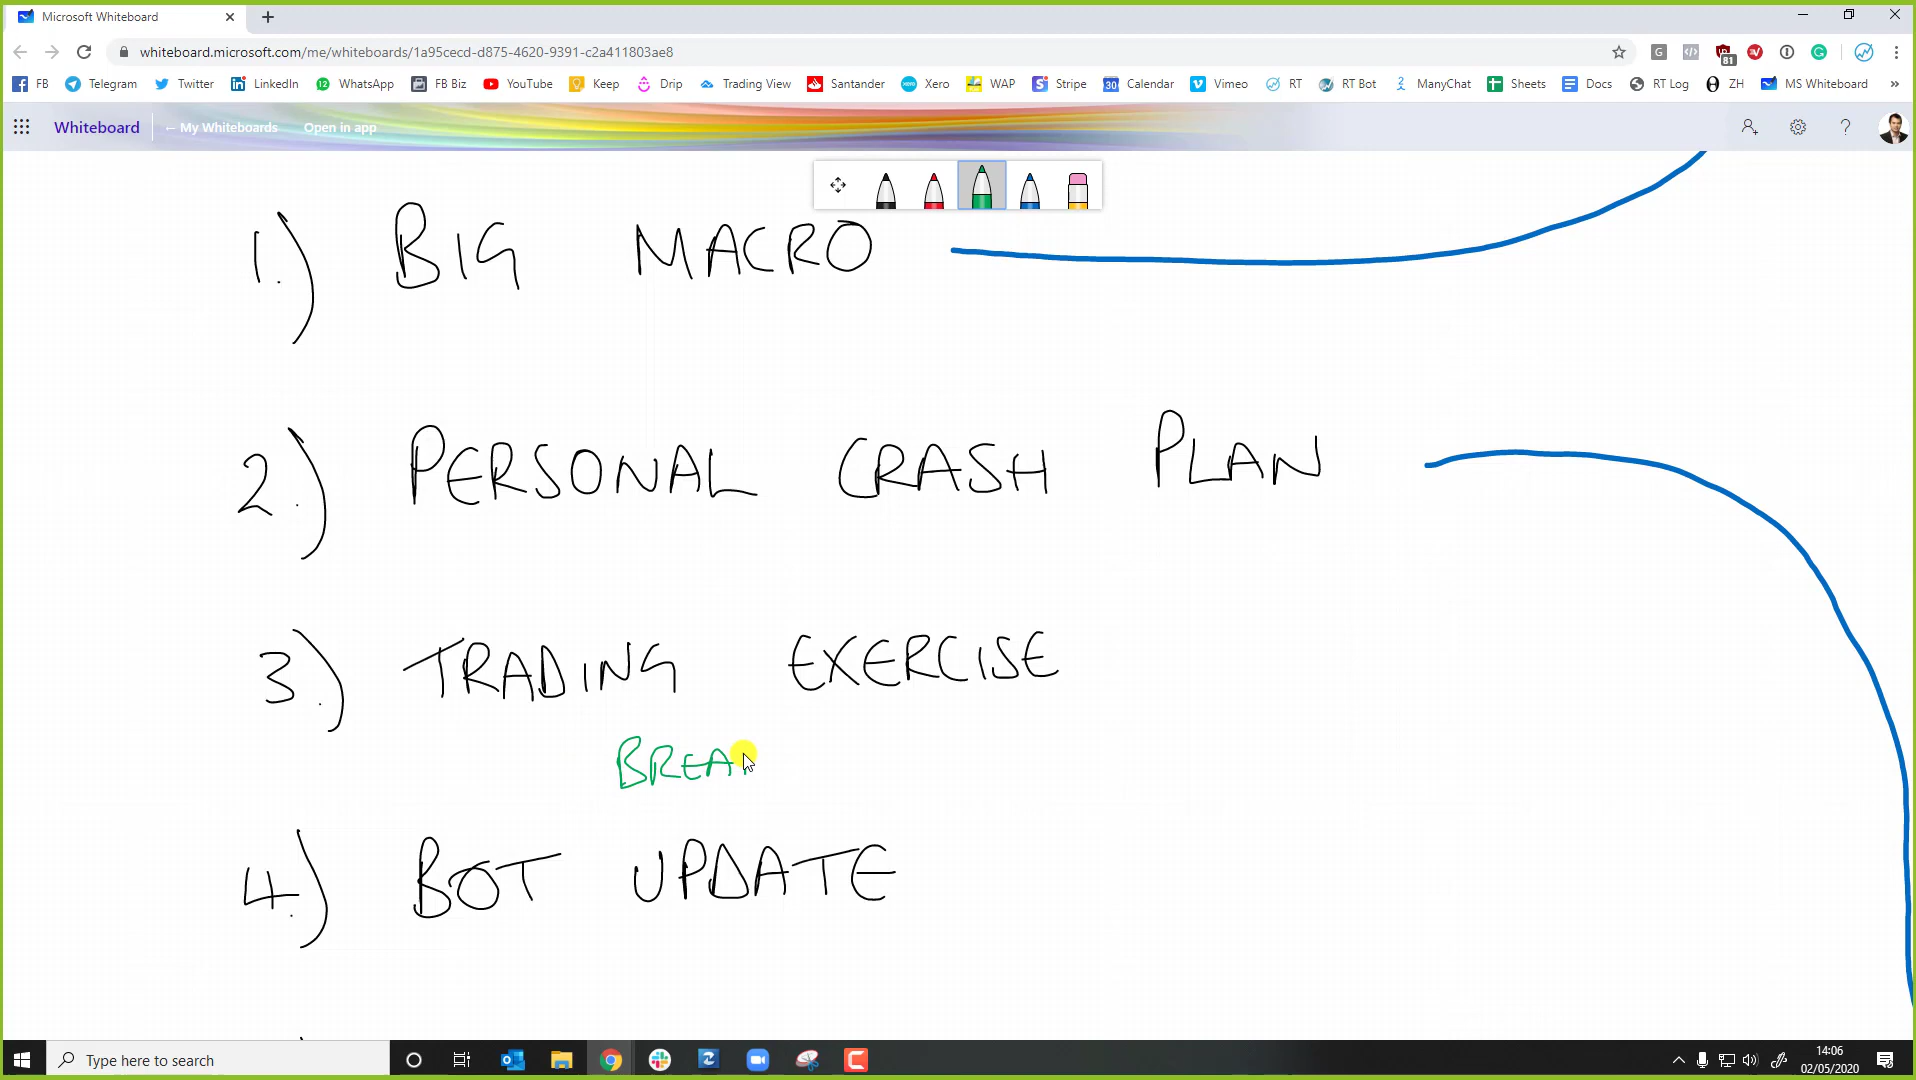 Microsoft Whiteboard
whiteboard.microsoft.com/me/whiteboards/1a95cecd-d875-4620-9391-c2a411803ae8
81
FB Telegram Twitter LinkedIn 12 WhatsApp FB Biz YouTube Keep Drip Trading View Santander Xero WAP Stripe 30 Calendar Vimeo RT RT Bot ManyChat Sheets Docs RT Log ZH MS Whiteboard »
Whiteboard ← My Whiteboards Open in app
1.) BIG MACRO
2.) PERSONAL CRASH PLAN
3.) TRADING EXERCISE
BREA
4.) BOT UPDATE
Type here to search
14:06
02/05/2020